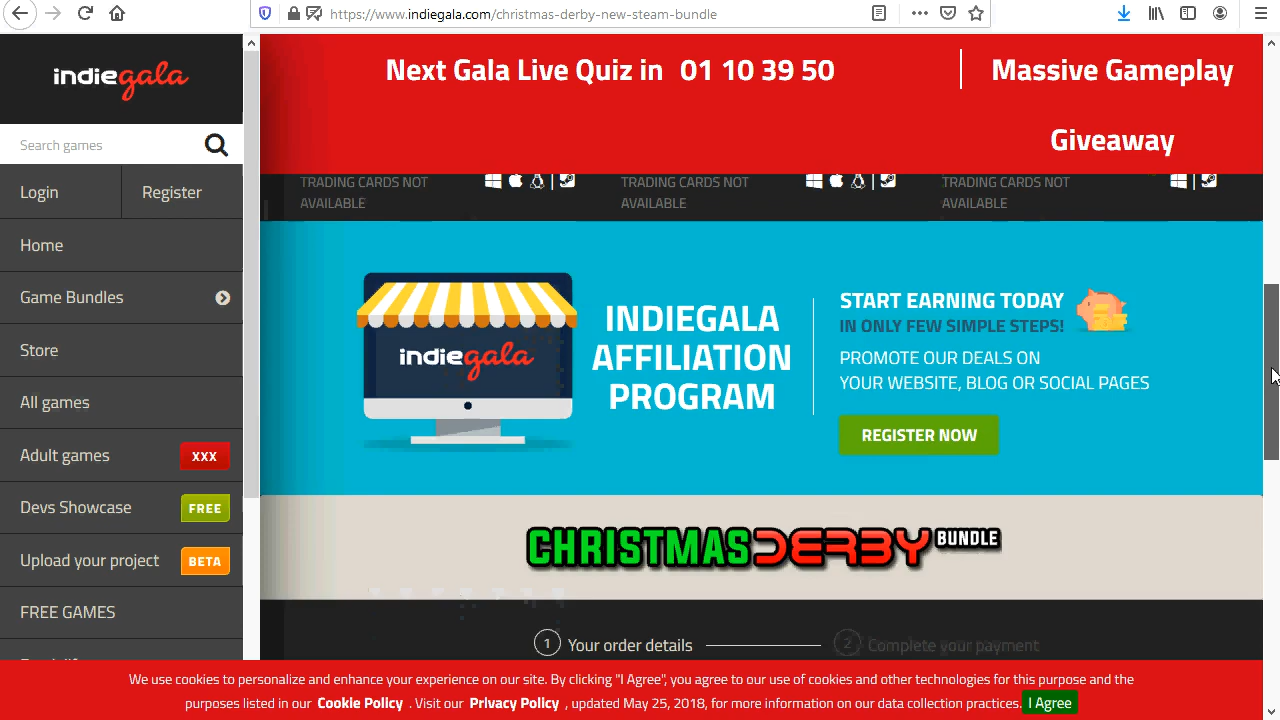 https://www.indiegala.com/christmas-derby-new-steam-bundle
indiegala
Search games
Login
Register
Home
Game Bundles
Store
All games
Adult games
XXX
Devs Showcase
FREE
Upload your project
BETA
FREE GAMES
Next Gala Live Quiz in 01 10 39 50
Massive Gameplay
Giveaway
TRADING CARDS NOT
AVAILABLE
TRADING CARDS NOT
AVAILABLE
TRADING CARDS NOT
AVAILABLE
indiegala
INDIEGALA
AFFILIATION
PROGRAM
START EARNING TODAY
IN ONLY FEW SIMPLE STEPS!
PROMOTE OUR DEALS ON
YOUR WEBSITE, BLOG OR SOCIAL PAGES
REGISTER NOW
CHRISTMAS DERBY BUNDLE
1 Your order details
2 Complete your payment
We use cookies to personalize and enhance your experience on our site. By clicking "I Agree", you agree to our use of cookies and other technologies for this purpose and the
purposes listed in our Cookie Policy . Visit our Privacy Policy , updated May 25, 2018, for more information on our data collection practices. I Agree